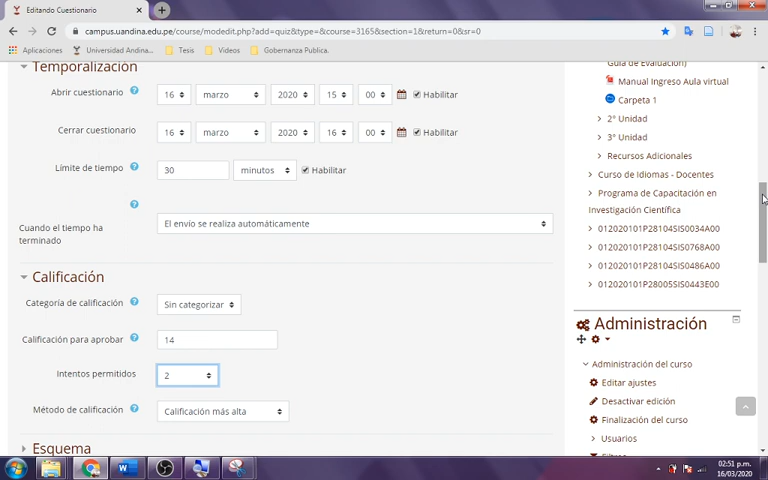 Editando Cuestionario
campus.uandina.edu.pe/course/modedit.php?add=quiz&type=&course=3165&section=1&return=0&sr=0
Aplicaciones Universidad Andina... Tesis Videos Gobernanza Publica.
Temporalización
Abrir cuestionario 16 marzo 2020 15 00 Habilitar
Cerrar cuestionario 16 marzo 2020 16 00 Habilitar
Límite de tiempo 30 minutos Habilitar
Cuando el tiempo ha terminado El envío se realiza automáticamente
Calificación
Categoría de calificación Sin categorizar
Calificación para aprobar 14
Intentos permitidos 2
Método de calificación Calificación más alta
Esquema
Guía de Evaluación)
Manual Ingreso Aula virtual
Carpeta 1
2° Unidad
3° Unidad
Recursos Adicionales
Curso de Idiomas - Docentes
Programa de Capacitación en
Investigación Científica
012020101P28104SIS0034A00
012020101P28104SIS0768A00
012020101P28104SIS0486A00
012020101P28005SIS0443E00
Administración
Administración del curso
Editar ajustes
Desactivar edición
Finalización del curso
Usuarios
Filtros
02:51 p.m.
16/03/2020